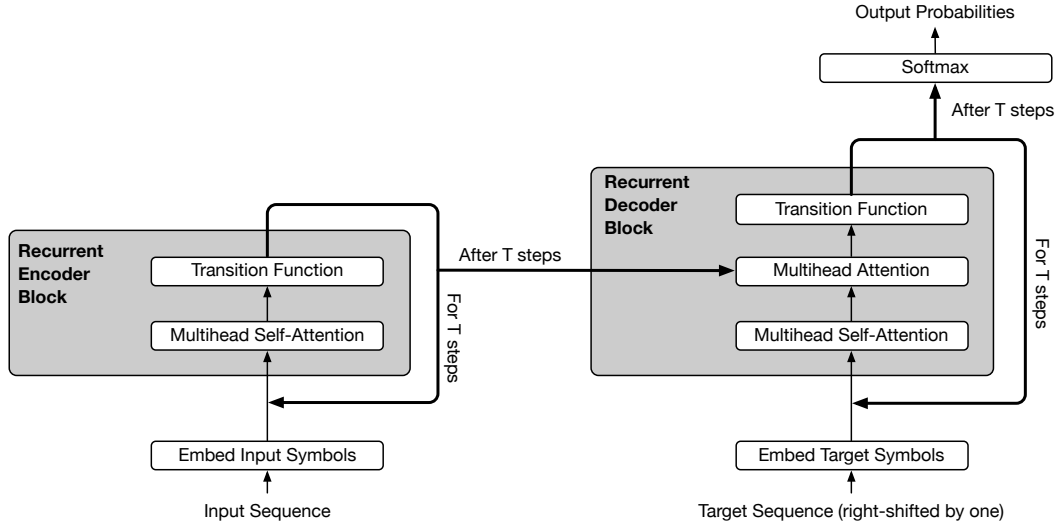 Output Probabilities
Softmax
After T steps
Recurrent
Decoder
Block
Transition Function
Multihead Attention
Multihead Self-Attention
For T steps
Embed Target Symbols
Target Sequence (right-shifted by one)
After T steps
Recurrent
Encoder
Block
Transition Function
Multihead Self-Attention
For T steps
Embed Input Symbols
Input Sequence